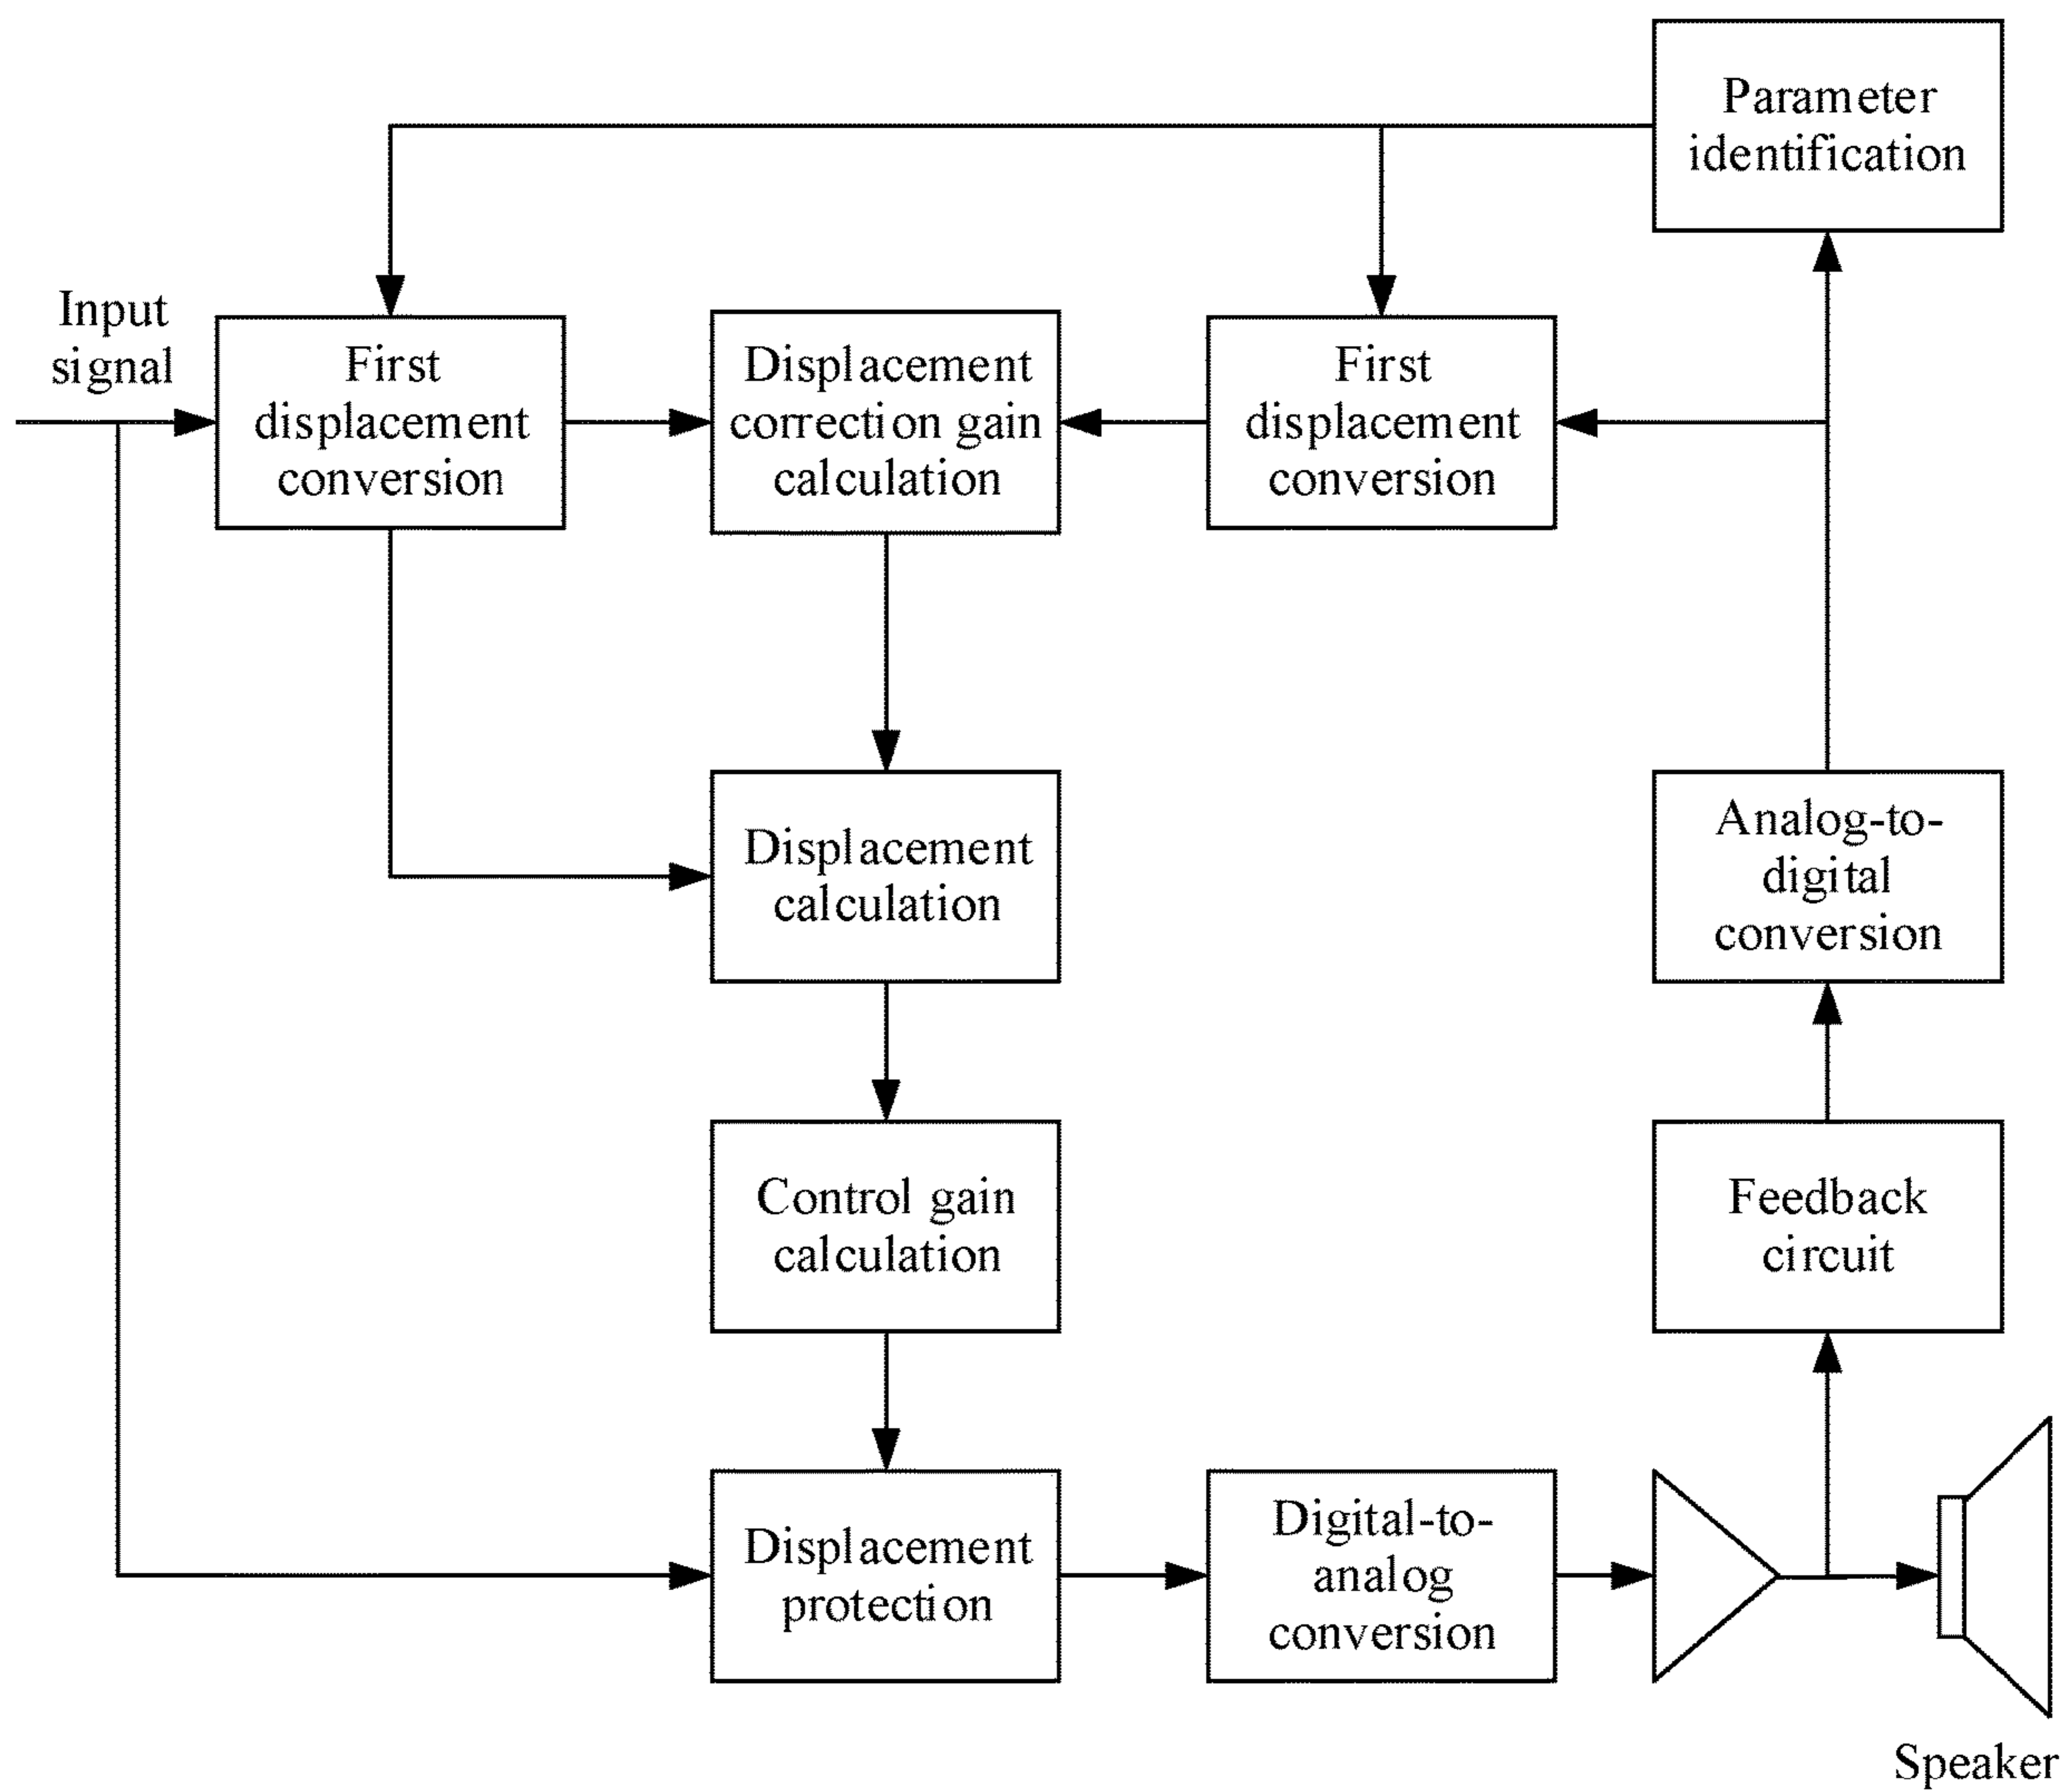 Parameter
identification
Input
signal
First
displacement
conversion
Displacement
correction gain
calculation
First
displacement
conversion
Displacement
calculation
Analog-to-
digital
conversion
Control gain
calculation
Feedback
circuit
Displacement
protection
Digital-to-
analog
conversion
Speaker